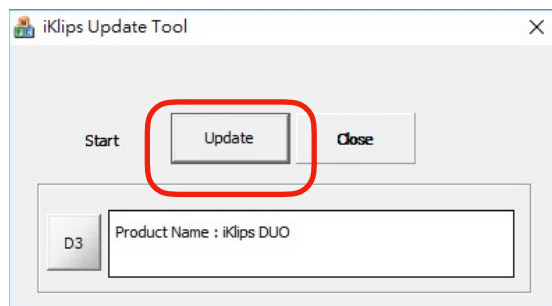 iKlips Update Tool
Start Update Close
D3 Product Name : iKlips DUO